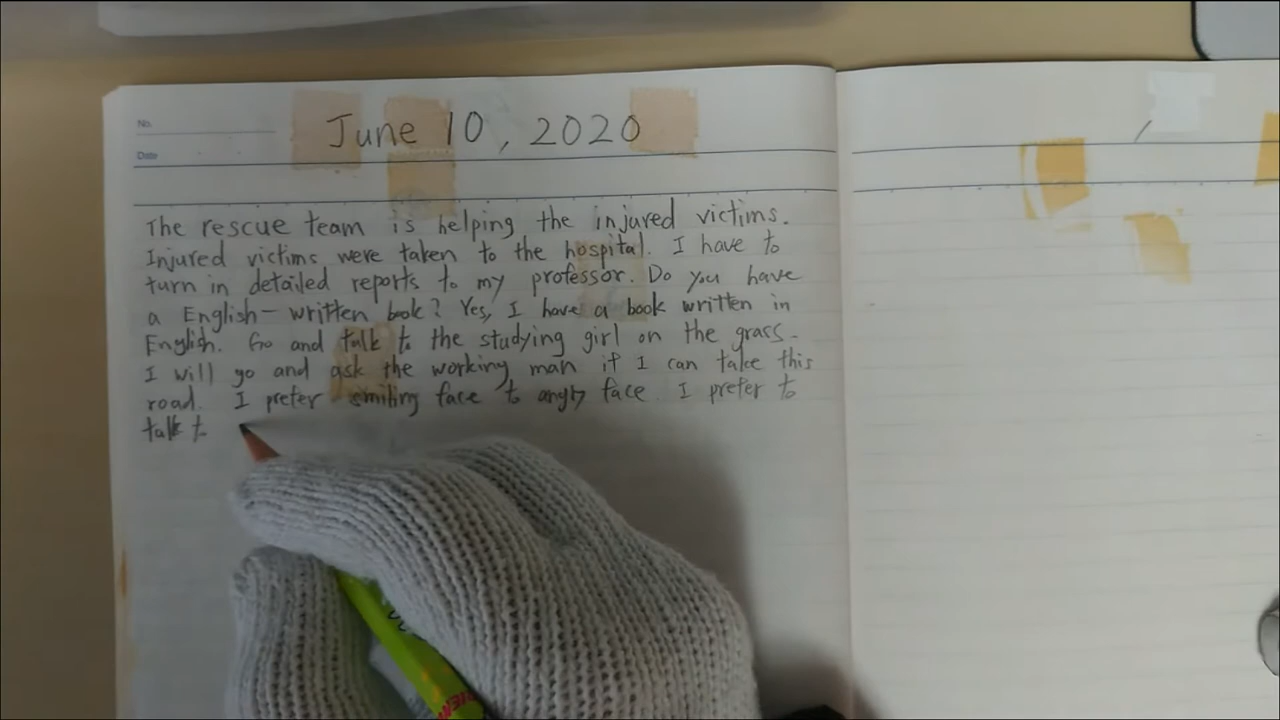 No.
Date
June 10, 2020
The rescue team is helping the injured victims.
Injured victims were taken to the hospital. I have to
turn in detailed reports to my professor. Do you have
a English-written book? Yes, I have a book written in
English. Go and talk to the studying girl on the grass.
I will go and ask the working man if I can take this
road. I prefer smiling face to angry face. I prefer to
talk to